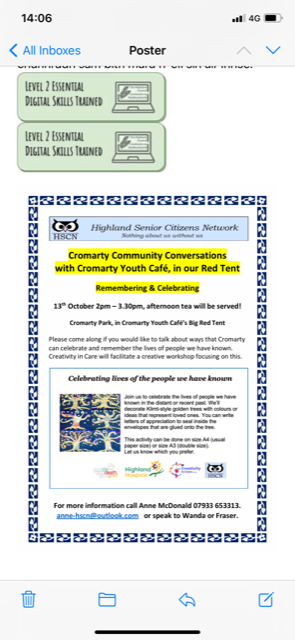 14:06
4G
All Inboxes
Poster
LEVEL 2 ESSENTIAL
DIGITAL SKILLS TRAINED
LEVEL 2 ESSENTIAL
DIGITAL SKILLS TRAINED
HSCN
Highland Senior Citizens Network
Nothing about us without us
Cromarty Community Conversations
with Cromarty Youth Café, in our Red Tent
Remembering & Celebrating
13th October 2pm – 3.30pm, afternoon tea will be served!
Cromarty Park, in Cromarty Youth Café's Big Red Tent
Please come along if you would like to talk about ways that Cromarty
can celebrate and remember the lives of people we have known.
Creativity in Care will facilitate a creative workshop focusing on this.
Celebrating lives of the people we have known
Join us to celebrate the lives of people we have
known in the distant or recent past. We'll
decorate Klimt-style golden trees with colours or
ideas that represent loved ones. You can write
letters of appreciation to seal inside the
envelopes that are glued onto the tree.
This activity can be done on size A4 (usual
paper size) or size A3 (double size).
Let us know which you prefer.
Highland
Hospice
Creativity
HSCN
For more information call Anne McDonald 07933 653313.
anne-hscn@outlook.com or speak to Wanda or Fraser.